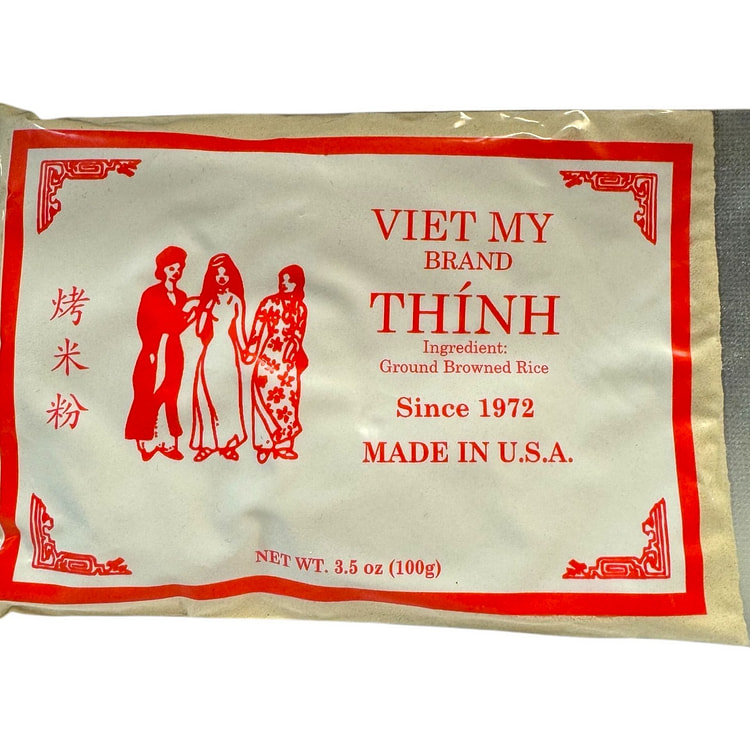 烤米粉
VIET MY
BRAND
THÍNH
Ingredient:
Ground Browned Rice
Since 1972
MADE IN U.S.A.
NET WT. 3.5 oz (100g)